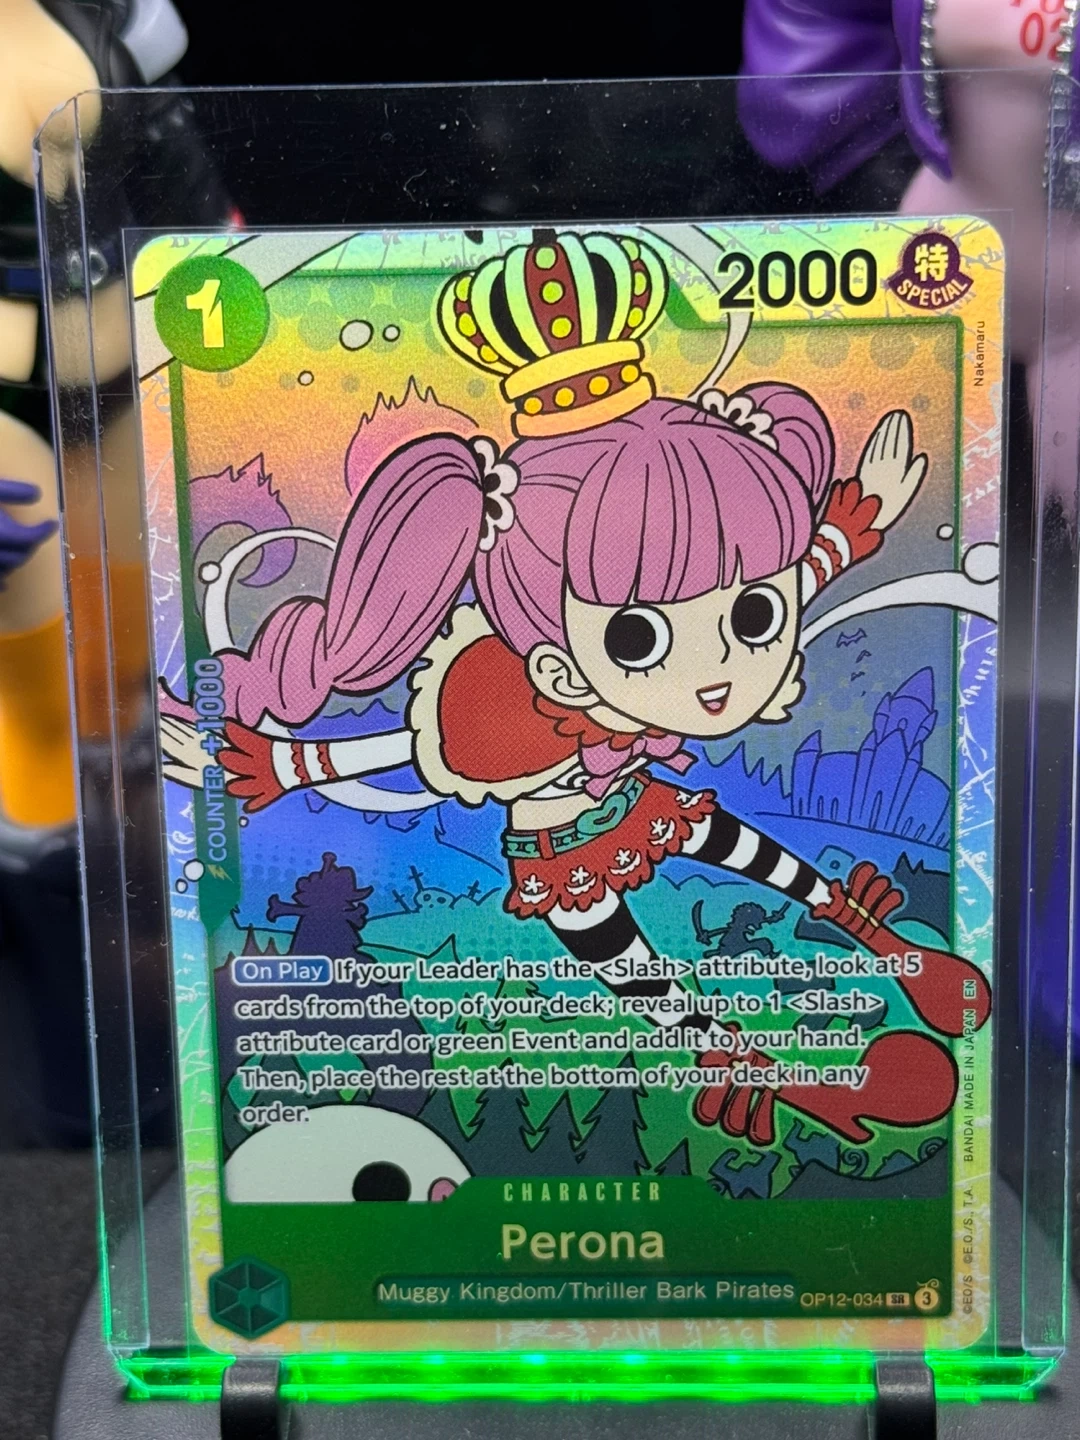 02
1
2000
特
SPECIAL
Nakamaru
COUNTER +1000
On Play If your Leader has the <Slash> attribute, look at 5
cards from the top of your deck; reveal up to 1 <Slash>
attribute card or green Event and add it to your hand.
Then, place the rest at the bottom of your deck in any
order.
CHARACTER
Perona
Muggy Kingdom/Thriller Bark Pirates
OP12-034 SR 3
©E.O/S. ©E.O./S., T.A. BANDAI MADE IN JAPAN EN